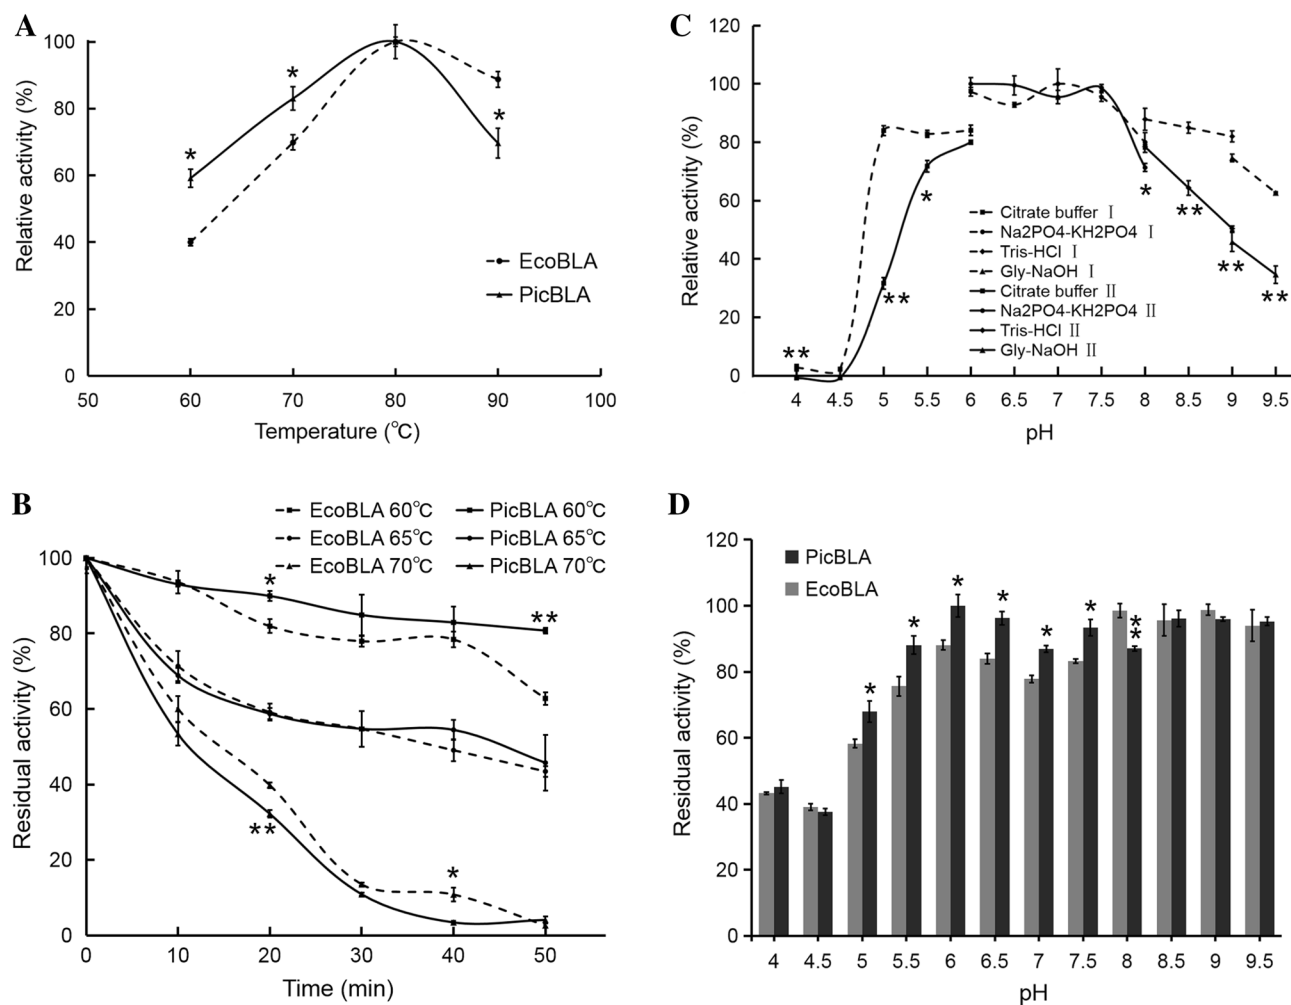 A
Relative activity (%)
100
80
60
40
20
0
50
60
70
80
90
100
Temperature (℃)
*
*
*
EcoBLA
PicBLA
C
Relative activity (%)
120
100
80
60
40
20
0
4
4.5
5
5.5
6
6.5
7
7.5
8
8.5
9
9.5
pH
**
**
*
*
**
**
**
Citrate buffer Ⅰ
Na2PO4-KH2PO4 Ⅰ
Tris-HCl Ⅰ
Gly-NaOH Ⅰ
Citrate buffer Ⅱ
Na2PO4-KH2PO4 Ⅱ
Tris-HCl Ⅱ
Gly-NaOH Ⅱ
B
EcoBLA 60℃
PicBLA 60℃
EcoBLA 65℃
PicBLA 65℃
EcoBLA 70℃
PicBLA 70℃
Residual activity (%)
100
80
60
40
20
0
0
10
20
30
40
50
Time (min)
*
**
**
*
D
PicBLA
EcoBLA
Residual activity (%)
120
100
80
60
40
20
0
4
4.5
5
5.5
6
6.5
7
7.5
8
8.5
9
9.5
pH
*
*
*
*
*
*
**